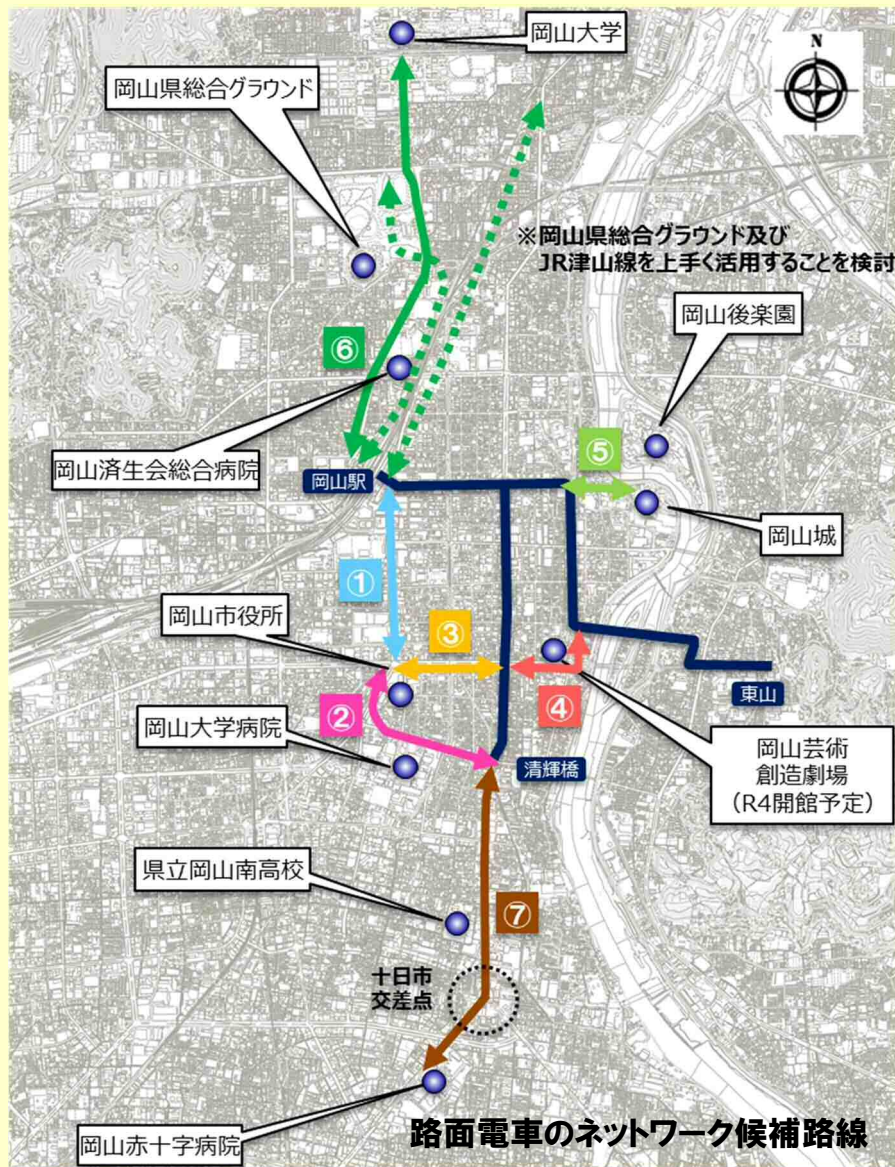 岡山大学
N
岡山県総合グラウンド
※岡山県総合グラウンド及び
JR津山線を上手く活用することを検討
岡山後楽園
⑥
岡山済生会総合病院
⑤
岡山駅
岡山城
①
岡山市役所
③
②
④
東山
岡山大学病院
清輝橋
岡山芸術
創造劇場
（R4開館予定）
県立岡山南高校
⑦
十日市
交差点
岡山赤十字病院
路面電車のネットワーク候補路線